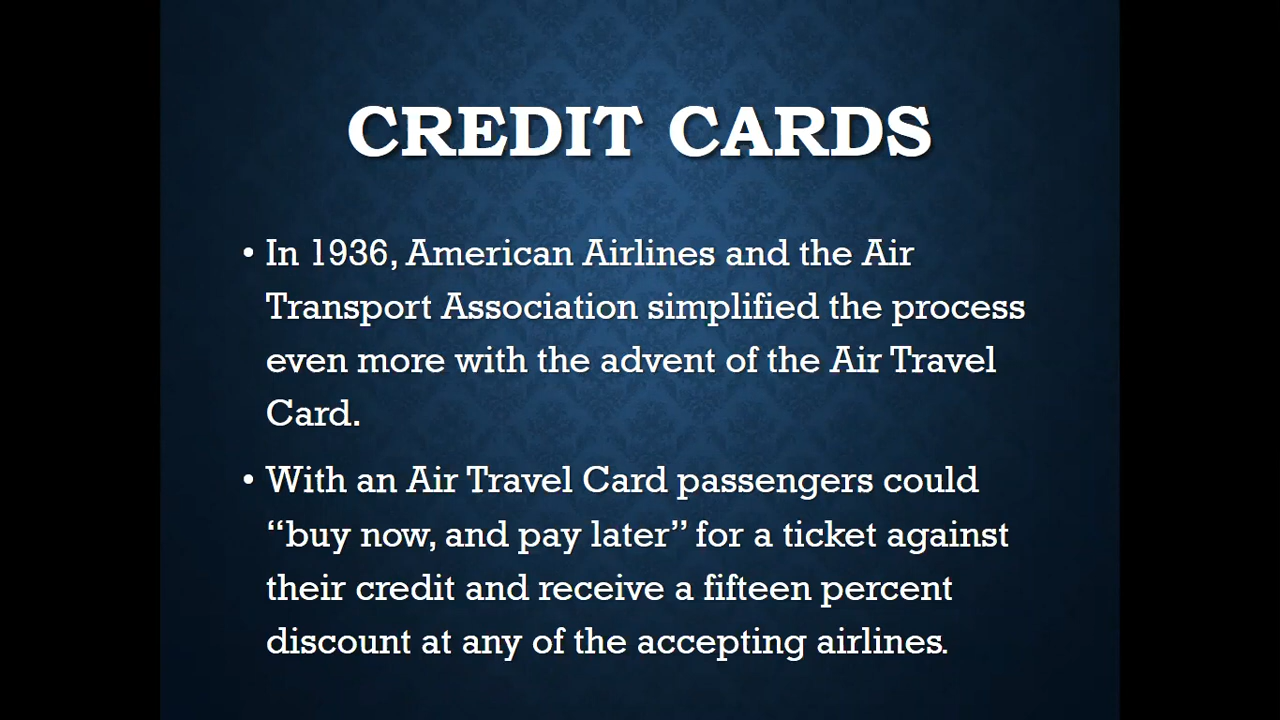 CREDIT CARDS
• In 1936, American Airlines and the Air
Transport Association simplified the process
even more with the advent of the Air Travel
Card.
• With an Air Travel Card passengers could
“buy now, and pay later” for a ticket against
their credit and receive a fifteen percent
discount at any of the accepting airlines.